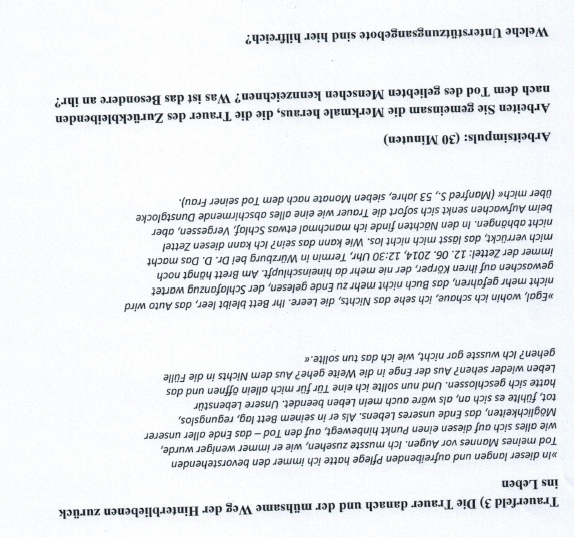 Trauerfeld 3) Die Trauer danach und der mühsame Weg der Hinterbliebenen zurück
ins Leben
»In dieser langen und aufreibenden Pflege hatte ich immer den bevorstehenden
Tod meines Mannes vor Augen. Ich musste zusehen, wie er immer weniger wurde,
wie alles sich auf diesen einen Punkt hinbewegt, auf den Tod – das Ende aller unserer
Möglichkeiten, das Ende unseres Lebens. Als er in seinem Bett lag, regungslos,
tot, fühlte es sich an, als wäre auch mein Leben beendet. Unsere Lebenstür
hatte sich geschlossen. Und nun sollte ich eine Tür für mich allein öffnen und das
Leben wieder sehen? Aus der Enge in die Weite gehe? Aus dem Nichts in die Fülle
gehen? Ich wusste gar nicht, wie ich das tun sollte.«
»Egal, wohin ich schaue, ich sehe das Nichts, die Leere. Ihr Bett bleibt leer, das Auto wird
nicht mehr gefahren, das Buch nicht mehr zu Ende gelesen, der Schlafanzug wartet
gewaschen auf ihren Körper, der nie mehr da hineinschlupft. Am Brett hängt noch
immer der Zettel: 12. 06. 2014, 12:30 Uhr, Termin in Würzburg bei Dr. D. Das macht
mich verrückt, das lässt mich nicht los. Wie kann das sein? Ich kann diesen Zettel
nicht abhängen. In den Nächten finde ich manchmal etwas Schlaf, Vergessen, aber
beim Aufwachen senkt sich sofort die Trauer wie eine alles abschirmende Dunstglocke
über mich« (Manfred S., 53 Jahre, sieben Monate nach dem Tod seiner Frau).
Arbeitsimpuls: (30 Minuten)
Arbeiten Sie gemeinsam die Merkmale heraus, die die Trauer des Zurückbleibenden
nach dem Tod des geliebten Menschen kennzeichnen? Was ist das Besondere an ihr?
Welche Unterstützungsangebote sind hier hilfreich?